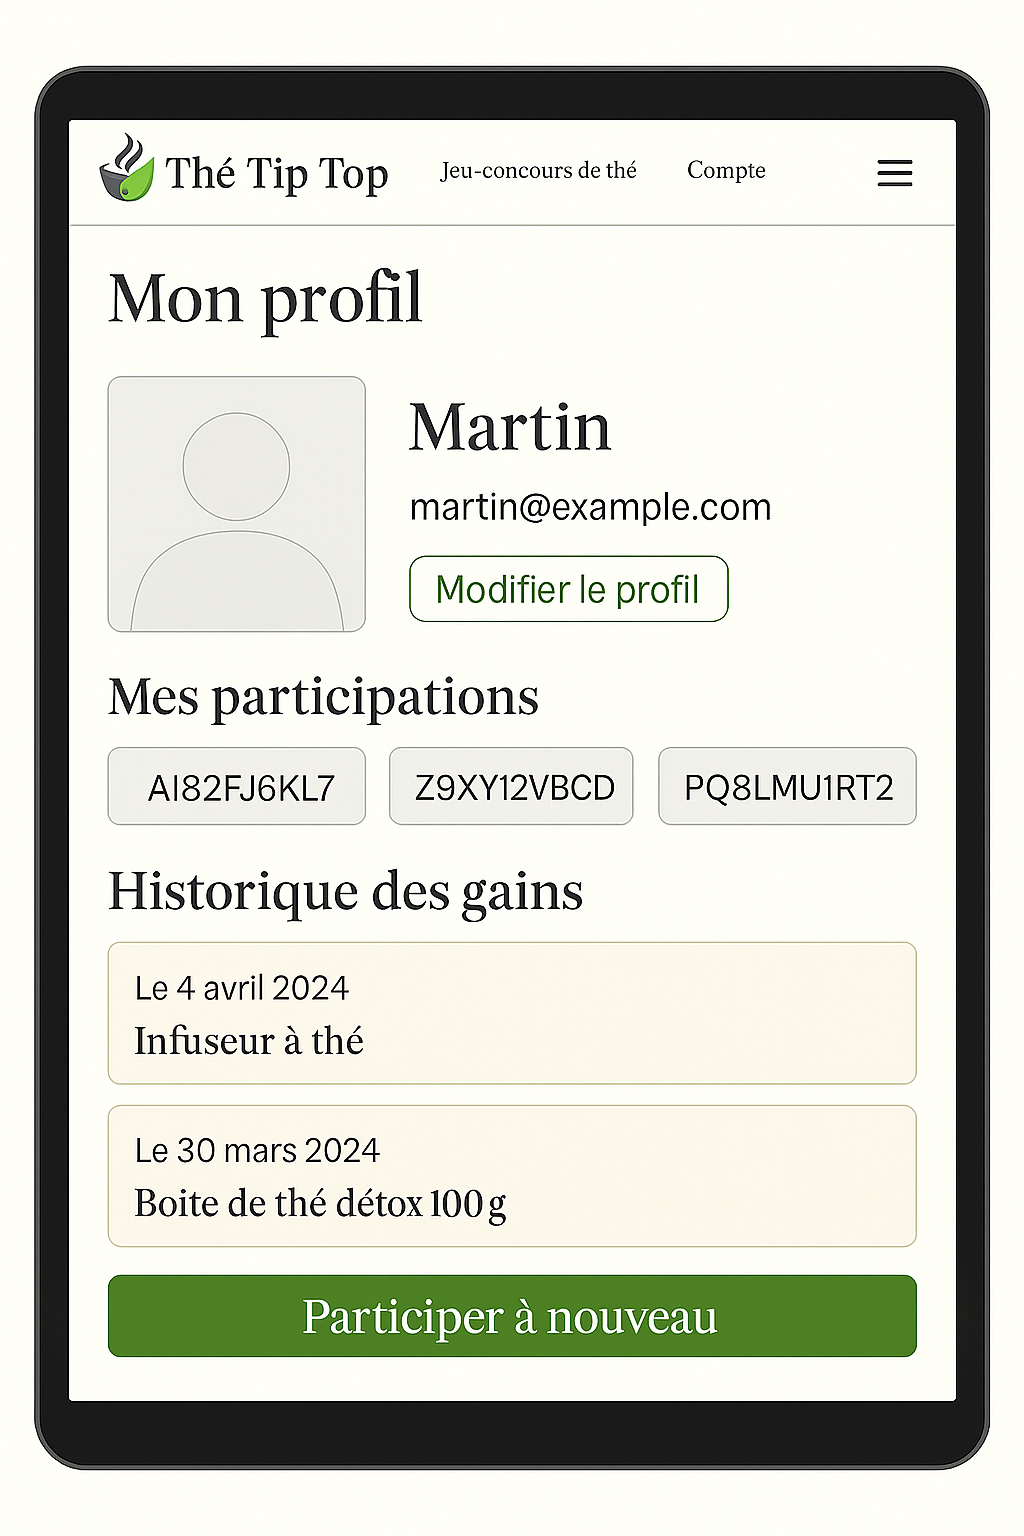 Thé Tip Top Jeu-concours de thé Compte
Mon profil
Martin
martin@example.com
Modifier le profil
Mes participations
AI82FJ6KL7 Z9XY12VBCD PQ8LMU1RT2
Historique des gains
Le 4 avril 2024
Infuseur à thé
Le 30 mars 2024
Boite de thé détox 100 g
Participer à nouveau